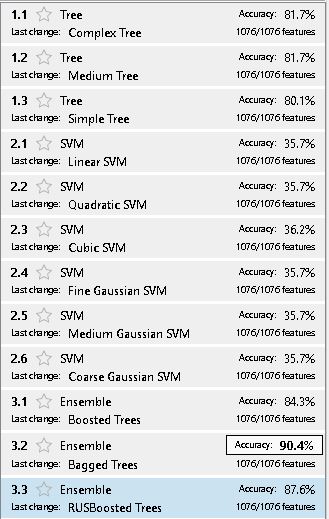 1.1 Tree Accuracy: 81.7%
Last change: Complex Tree 1076/1076 features
1.2 Tree Accuracy: 81.7%
Last change: Medium Tree 1076/1076 features
1.3 Tree Accuracy: 80.1%
Last change: Simple Tree 1076/1076 features
2.1 SVM Accuracy: 35.7%
Last change: Linear SVM 1076/1076 features
2.2 SVM Accuracy: 35.7%
Last change: Quadratic SVM 1076/1076 features
2.3 SVM Accuracy: 36.2%
Last change: Cubic SVM 1076/1076 features
2.4 SVM Accuracy: 35.7%
Last change: Fine Gaussian SVM 1076/1076 features
2.5 SVM Accuracy: 35.7%
Last change: Medium Gaussian SVM 1076/1076 features
2.6 SVM Accuracy: 35.7%
Last change: Coarse Gaussian SVM 1076/1076 features
3.1 Ensemble Accuracy: 84.3%
Last change: Boosted Trees 1076/1076 features
3.2 Ensemble Accuracy: 90.4%
Last change: Bagged Trees 1076/1076 features
3.3 Ensemble Accuracy: 87.6%
Last change: RUSBoosted Trees 1076/1076 features